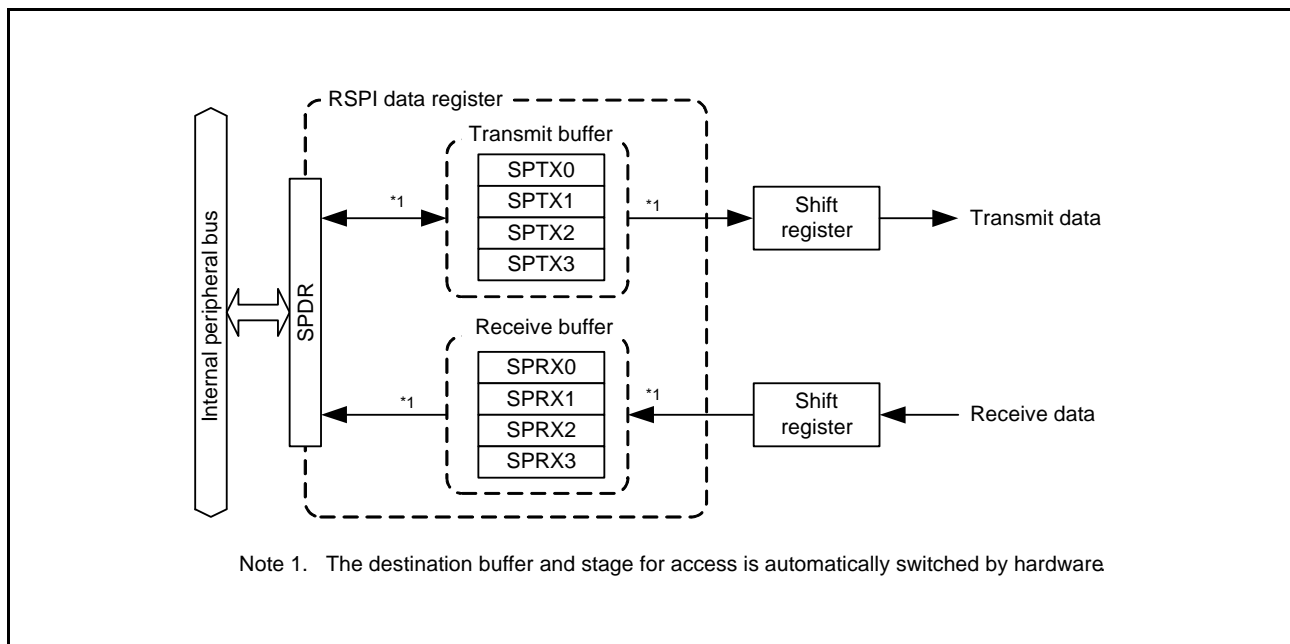 RSPI data register
Transmit buffer
SPTX0
SPTX1
SPTX2
SPTX3
*1
*1
Shift
register
Transmit data
Internal peripheral bus
SPDR
Receive buffer
SPRX0
SPRX1
SPRX2
SPRX3
*1
*1
Shift
register
Receive data
Note 1. The destination buffer and stage for access is automatically switched by hardware.